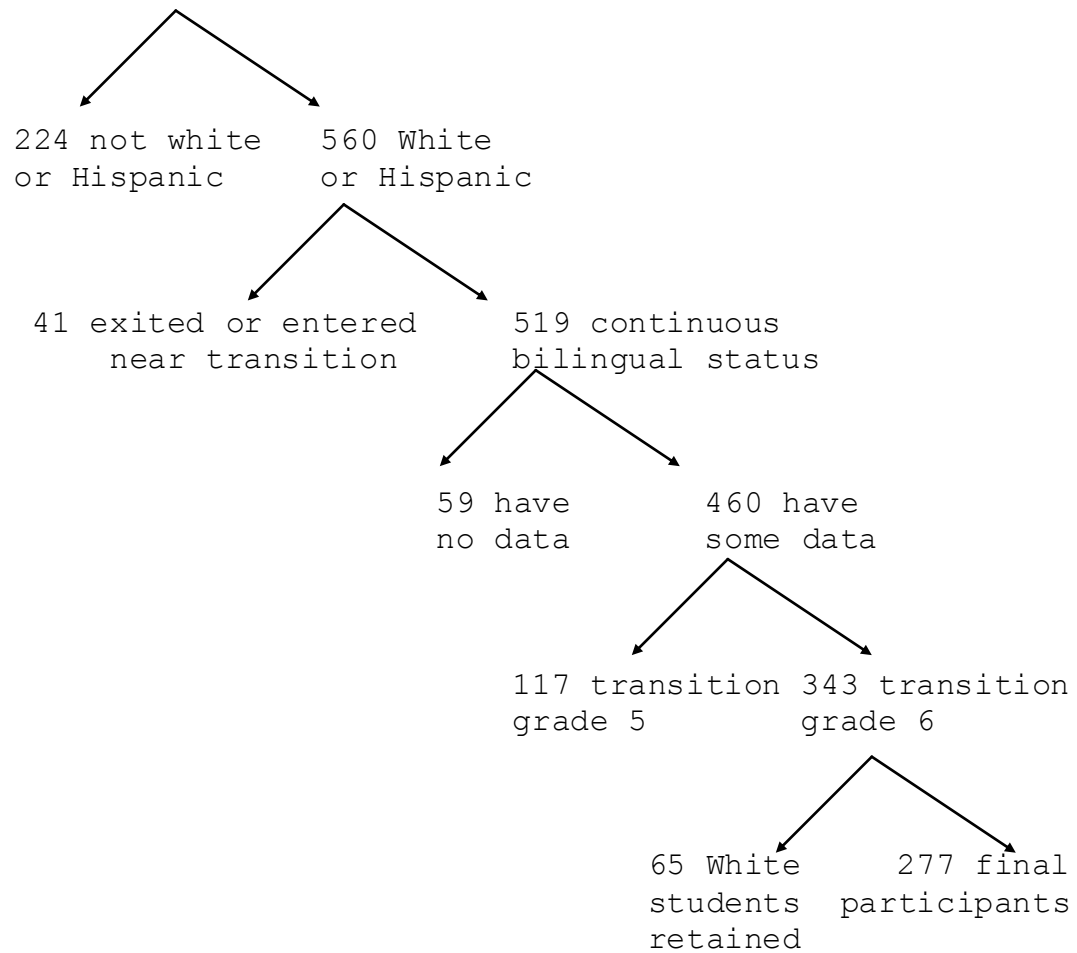 224 not white
or Hispanic
560 White
or Hispanic
41 exited or entered
near transition
519 continuous
bilingual status
59 have
no data
460 have
some data
117 transition
grade 5
343 transition
grade 6
65 White
students
retained
277 final
participants